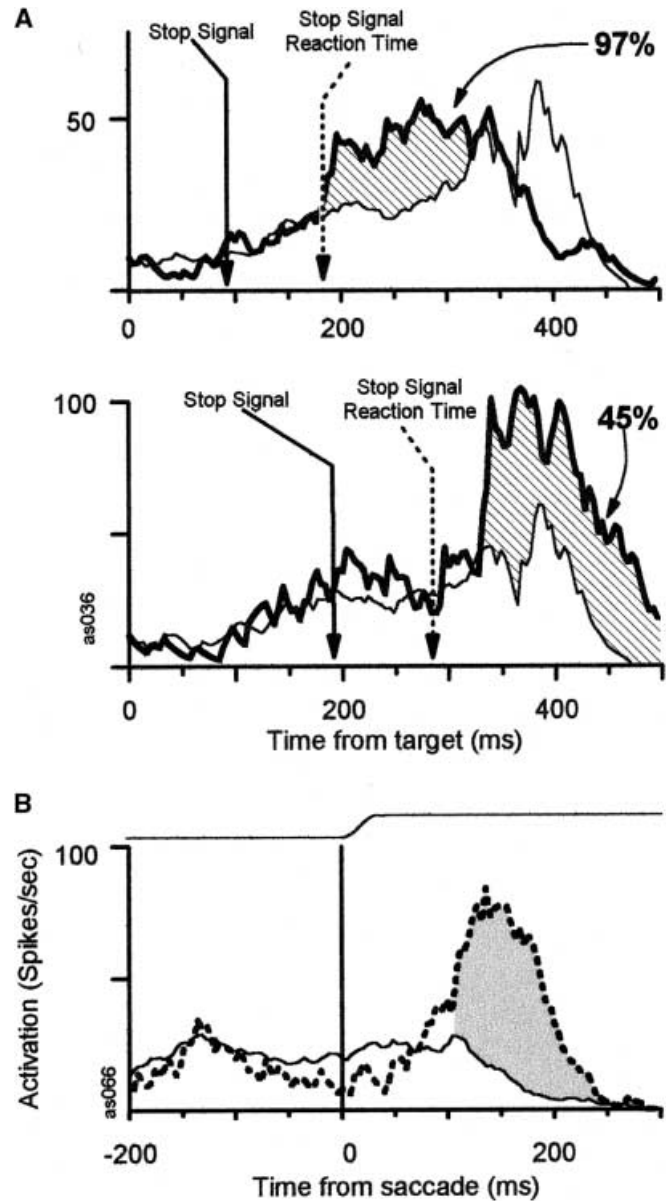 A
Stop Signal
Stop Signal
Reaction Time
97%
50
0
200
400
100
Stop Signal
Stop Signal
Reaction Time
45%
as036
0
200
400
Time from target (ms)
B
100
Activation (Spikes/sec)
as066
-200
0
200
Time from saccade (ms)